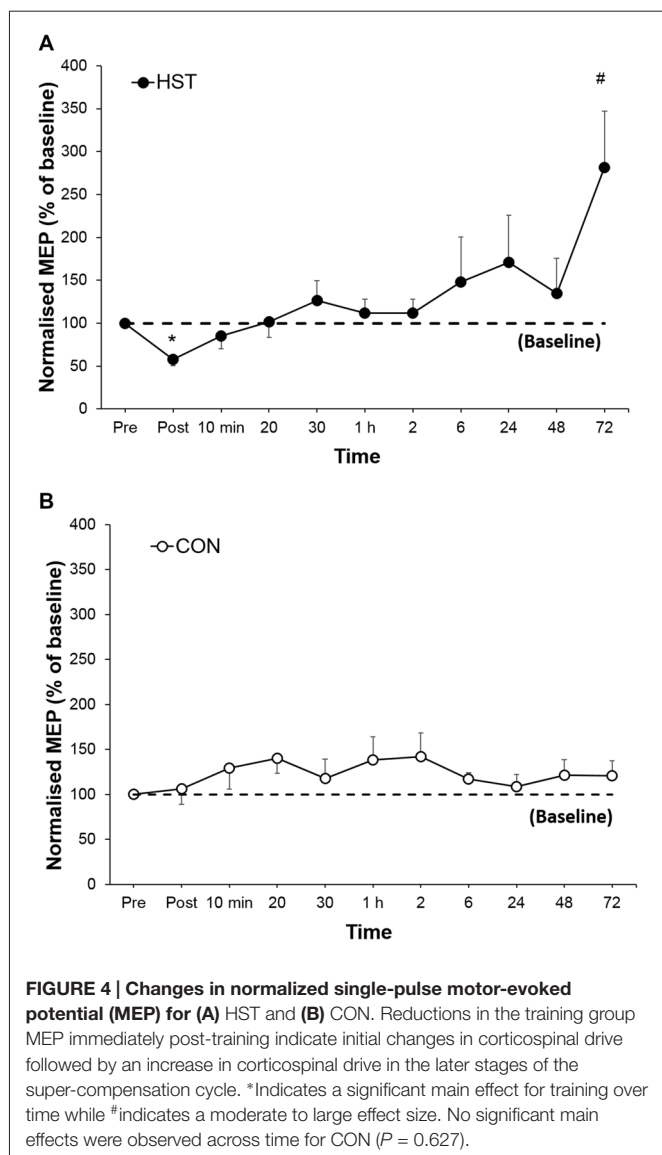 A
400
350
300
250
200
150
100
50
0
Normalised MEP (% of baseline)
HST
*
#
(Baseline)
Pre Post 10 min 20 30 1 h 2 6 24 48 72
Time
B
400
350
300
250
200
150
100
50
0
Normalised MEP (% of baseline)
CON
(Baseline)
Pre Post 10 min 20 30 1 h 2 6 24 48 72
Time
FIGURE 4 | Changes in normalized single-pulse motor-evoked
potential (MEP) for (A) HST and (B) CON. Reductions in the training group
MEP immediately post-training indicate initial changes in corticospinal drive
followed by an increase in corticospinal drive in the later stages of the
super-compensation cycle. *Indicates a significant main effect for training over
time while #indicates a moderate to large effect size. No significant main
effects were observed across time for CON (P = 0.627).